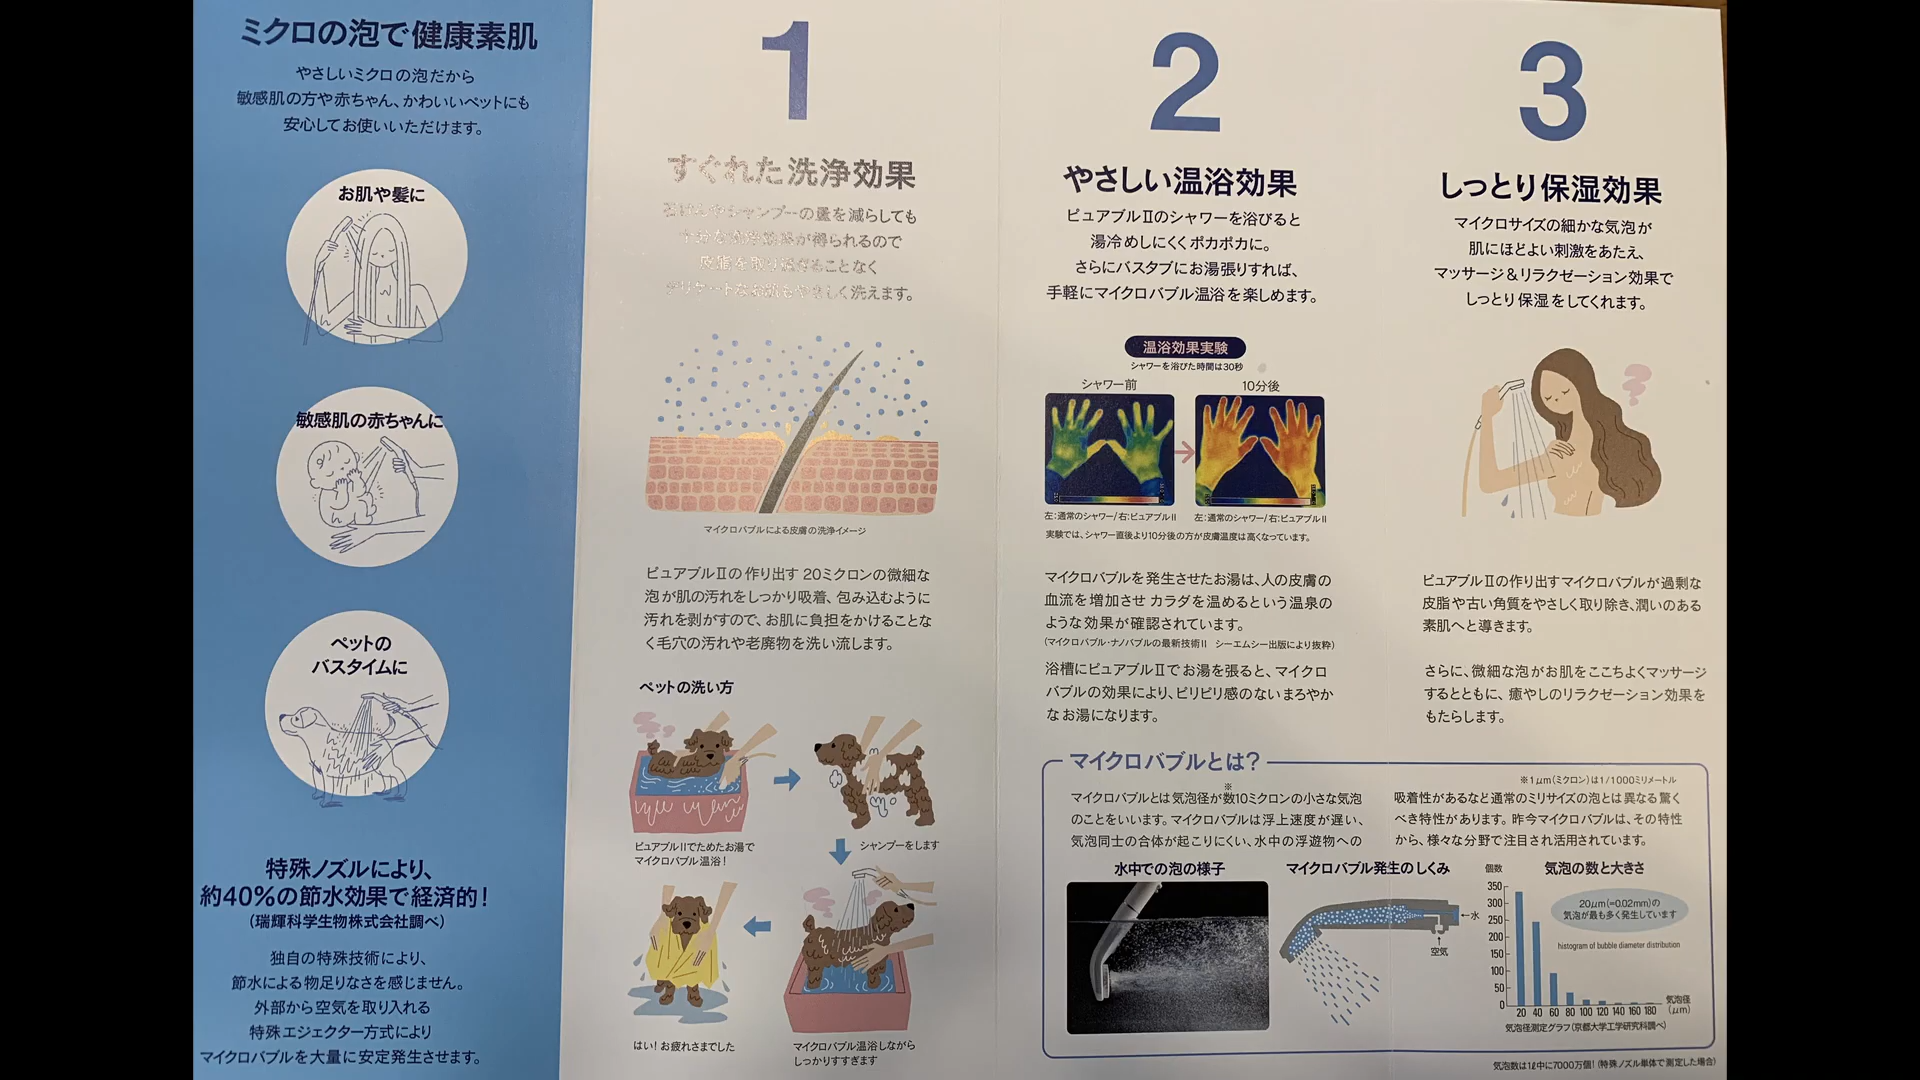 ミクロの泡で健康素肌
やさしいミクロの泡だから
敏感肌の方や赤ちゃん、かわいいペットにも
安心してお使いいただけます。
お肌や髪に
敏感肌の赤ちゃんに
ペットの
バスタイムに
特殊ノズルにより、
約40%の節水効果で経済的!
(瑞輝科学生物株式会社調べ)
独自の特殊技術により、
節水による物足りなさを感じません。
外部から空気を取り入れる
特殊エジェクター方式により
マイクロバブルを大量に安定発生させます。
1
すぐれた洗浄効果
シャンプーの量を減らしても
十分な洗浄効果が得られるので
皮脂を取り過ぎることなく
デリケートなお肌もやさしく洗えます。
マイクロバブルによる皮膚の洗浄イメージ
ピュアブルⅡの作り出す20ミクロンの微細な
泡が肌の汚れをしっかり吸着、包み込むように
汚れを剥がすので、お肌に負担をかけることな
く毛穴の汚れや老廃物を洗い流します。
ペットの洗い方
ピュアブルⅡでためたお湯で
マイクロバブル温浴!
シャンプーをします
はい!お疲れさまでした
マイクロバブル温浴しながら
しっかりすすぎます
2
やさしい温浴効果
ピュアブルⅡのシャワーを浴びると
湯冷めしにくくポカポカに。
さらにバスタブにお湯張りすれば、
手軽にマイクロバブル温浴を楽しめます。
温浴効果実験
シャワーを浴びた時間は30秒
シャワー前
10分後
左:通常のシャワー/右:ピュアブルⅡ
左:通常のシャワー/右:ピュアブルⅡ
実験では、シャワー直後より10分後の方が皮膚温度は高くなっています。
マイクロバブルを発生させたお湯は、人の皮膚の
血流を増加させ カラダを温めるという温泉の
ような効果が確認されています。
(マイクロバブル・ナノバブルの最新技術Ⅱ シーエムシー出版により抜粋)
浴槽にピュアブルⅡでお湯を張ると、マイクロ
バブルの効果により、ピリピリ感のないまろやか
なお湯になります。
3
しっとり保湿効果
マイクロサイズの細かな気泡が
肌にほどよい刺激をあたえ、
マッサージ&リラクゼーション効果で
しっとり保湿をしてくれます。
ピュアブルⅡの作り出すマイクロバブルが過剰な
皮脂や古い角質をやさしく取り除き、潤いのある
素肌へと導きます。
さらに、微細な泡がお肌をここちよくマッサージ
するとともに、癒やしのリラクゼーション効果を
もたらします。
マイクロバブルとは?
※1μm(ミクロン)は1/1000ミリメートル
※
マイクロバブルとは気泡径が数10ミクロンの小さな気泡
のことをいいます。マイクロバブルは浮上速度が遅い、
気泡同士の合体が起こりにくい、水中の浮遊物への
吸着性があるなど通常のミリサイズの泡とは異なる驚く
べき特性があります。昨今マイクロバブルは、その特性
から、様々な分野で注目され活用されています。
水中での泡の様子
マイクロバブル発生のしくみ
←水
↑
空気
気泡の数と大きさ
個数
350
300
250
200
150
100
50
0
20μm(=0.02mm)の
気泡が最も多く発生しています
histogram of bubble diameter distribution
20 40 60 80 100 120 140 160 180
気泡径
(μm)
気泡径測定グラフ(京都大学工学研究科調べ)
気泡数は1ℓ中に7000万個!(特殊ノズル単体で測定した場合)